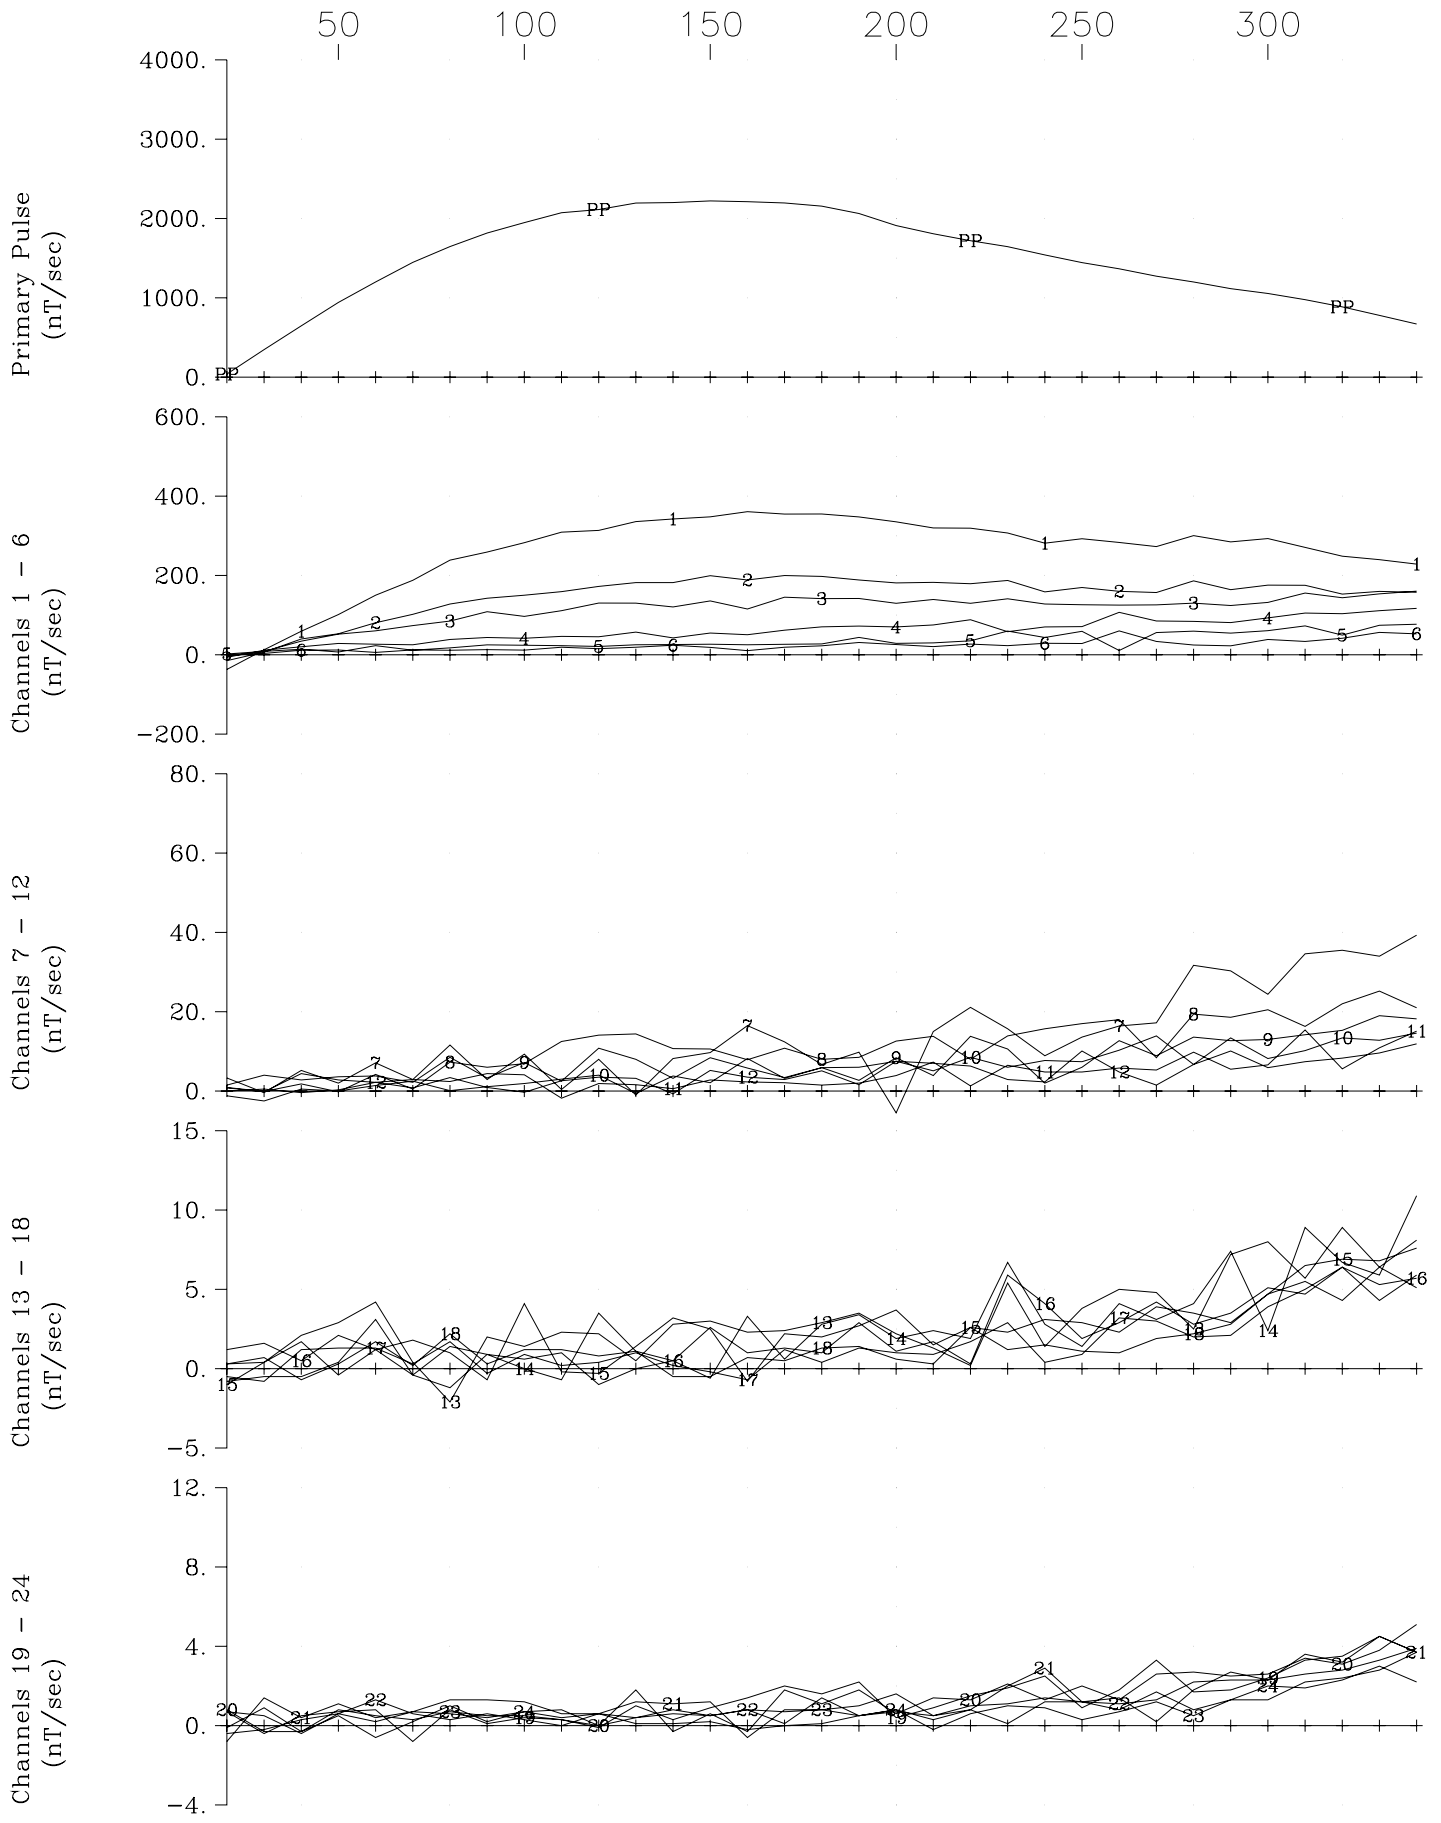 50 100 150 200 250 300
4000.
3000.
2000.
1000.
0.
Primary Pulse
(nT/sec)
PP PP PP PP
600.
400.
200.
0.
-200.
Channels 1 - 6
(nT/sec)
1 1 1 1
2 2 2
3 3 3
4 4 4
5 5 5 5
6 6 6 6
80.
60.
40.
20.
0.
Channels 7 - 12
(nT/sec)
7 7 7
8 8 8
9 9 9
10 10 10
11 11 11
12 12 12
15.
10.
5.
0.
-5.
Channels 13 - 18
(nT/sec)
13 13 13
14 14 14
15 15 15 15
16 16 16 16
17 17 17
18 18 18
12.
8.
4.
0.
-4.
Channels 19 - 24
(nT/sec)
19 19 19
20 20 20 20
21 21 21 21
22 22 22
23 23 23
24 24 24